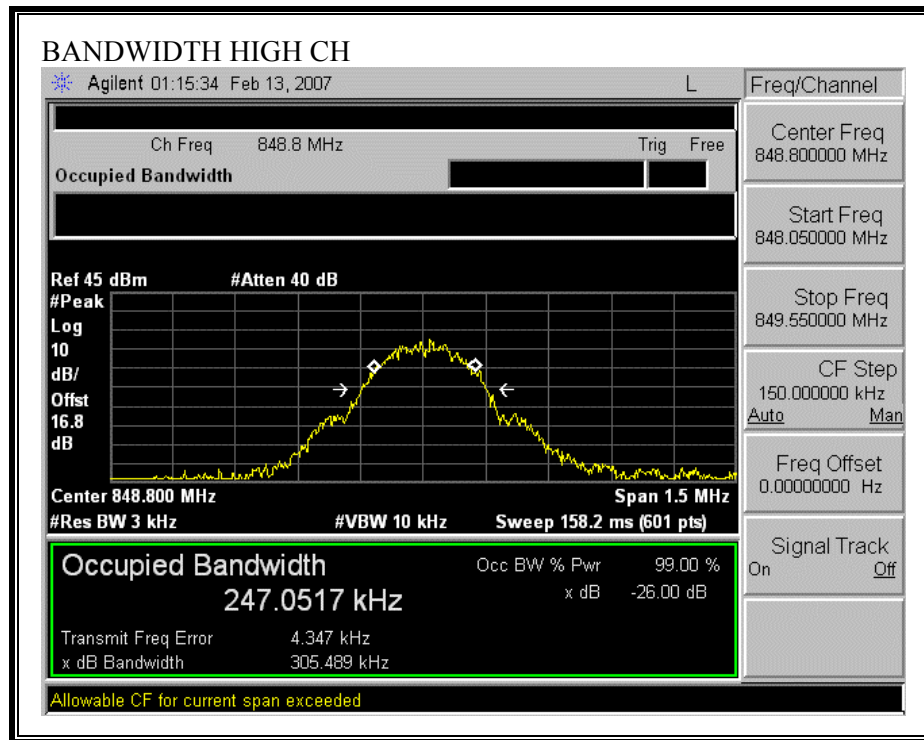 BANDWIDTH HIGH CH
Agilent 01:15:34 Feb 13, 2007 L
Freq/Channel
Ch Freq 848.8 MHz Trig Free
Occupied Bandwidth
Center Freq
848.800000 MHz
Start Freq
848.050000 MHz
Stop Freq
849.550000 MHz
CF Step
150.000000 kHz
Auto Man
Freq Offset
0.00000000 Hz
Signal Track
On Off
Ref 45 dBm #Atten 40 dB
#Peak
Log
10
dB/
Offst
16.8
dB
Center 848.800 MHz Span 1.5 MHz
#Res BW 3 kHz #VBW 10 kHz Sweep 158.2 ms (601 pts)
Occupied Bandwidth Occ BW % Pwr 99.00 %
247.0517 kHz x dB -26.00 dB
Transmit Freq Error 4.347 kHz
x dB Bandwidth 305.489 kHz
Allowable CF for current span exceeded